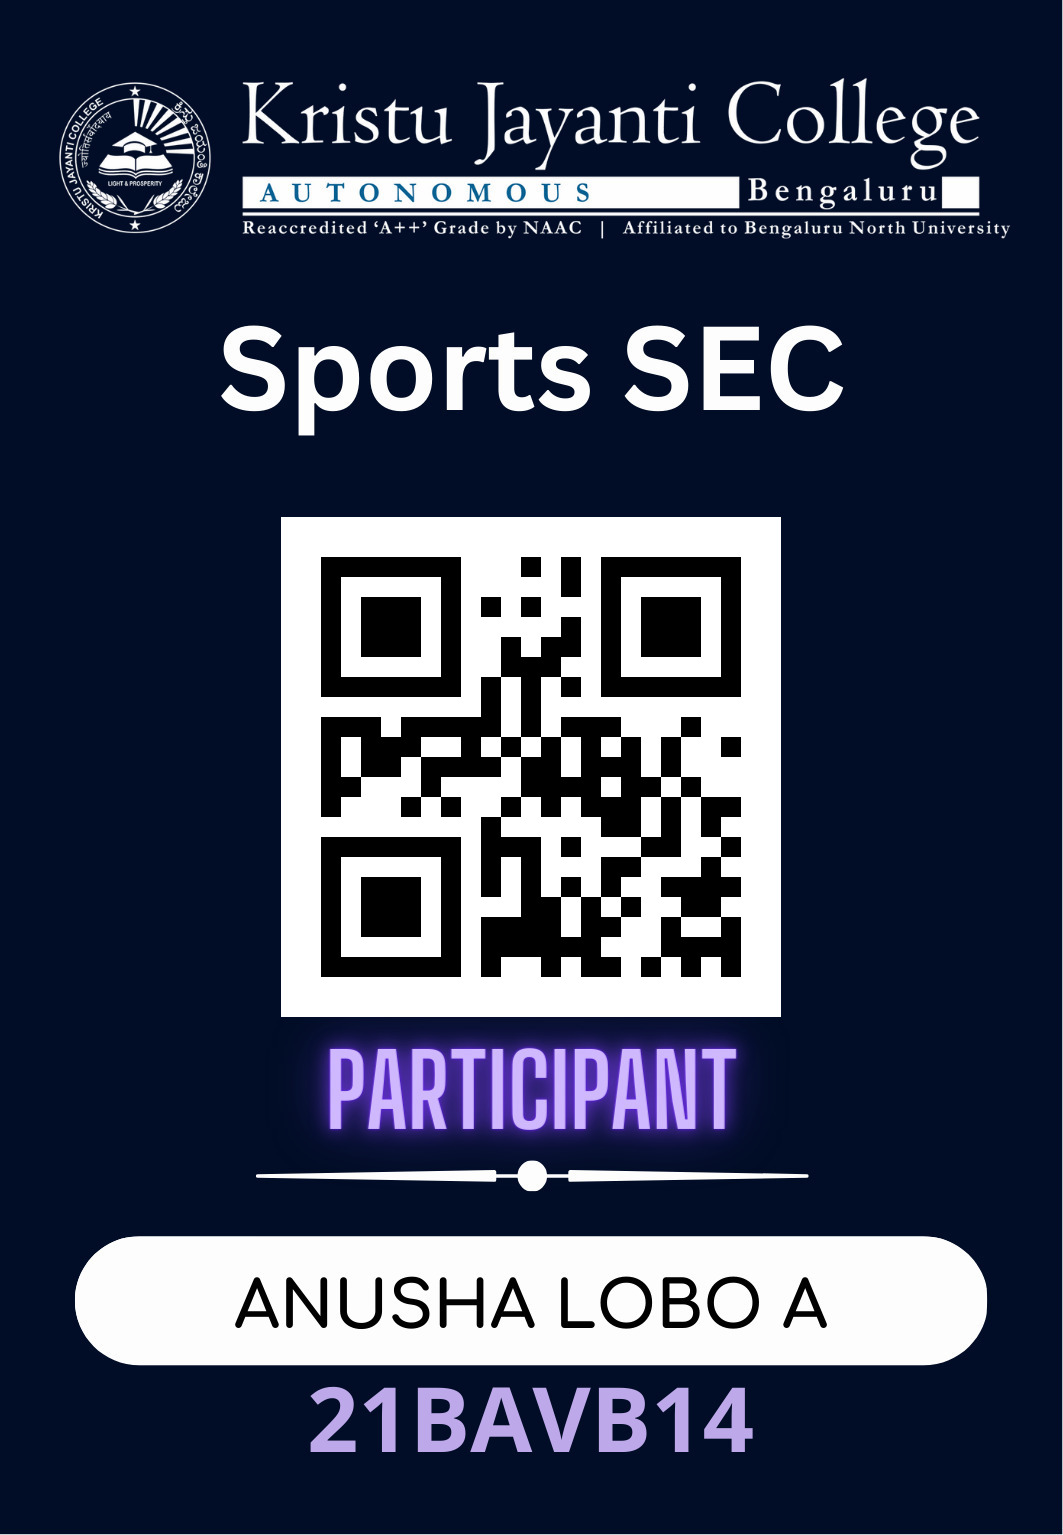 KRISTU JAYANTI COLLEGE
ಕ್ರಿಸ್ತು ಜಯಂತಿ ಕಾಲೇಜು
LIGHT & PROSPERITY
Kristu Jayanti College
AUTONOMOUS Bengaluru
Reaccredited ‘A++’ Grade by NAAC | Affiliated to Bengaluru North University
Sports SEC
PARTICIPANT
ANUSHA LOBO A
21BAVB14